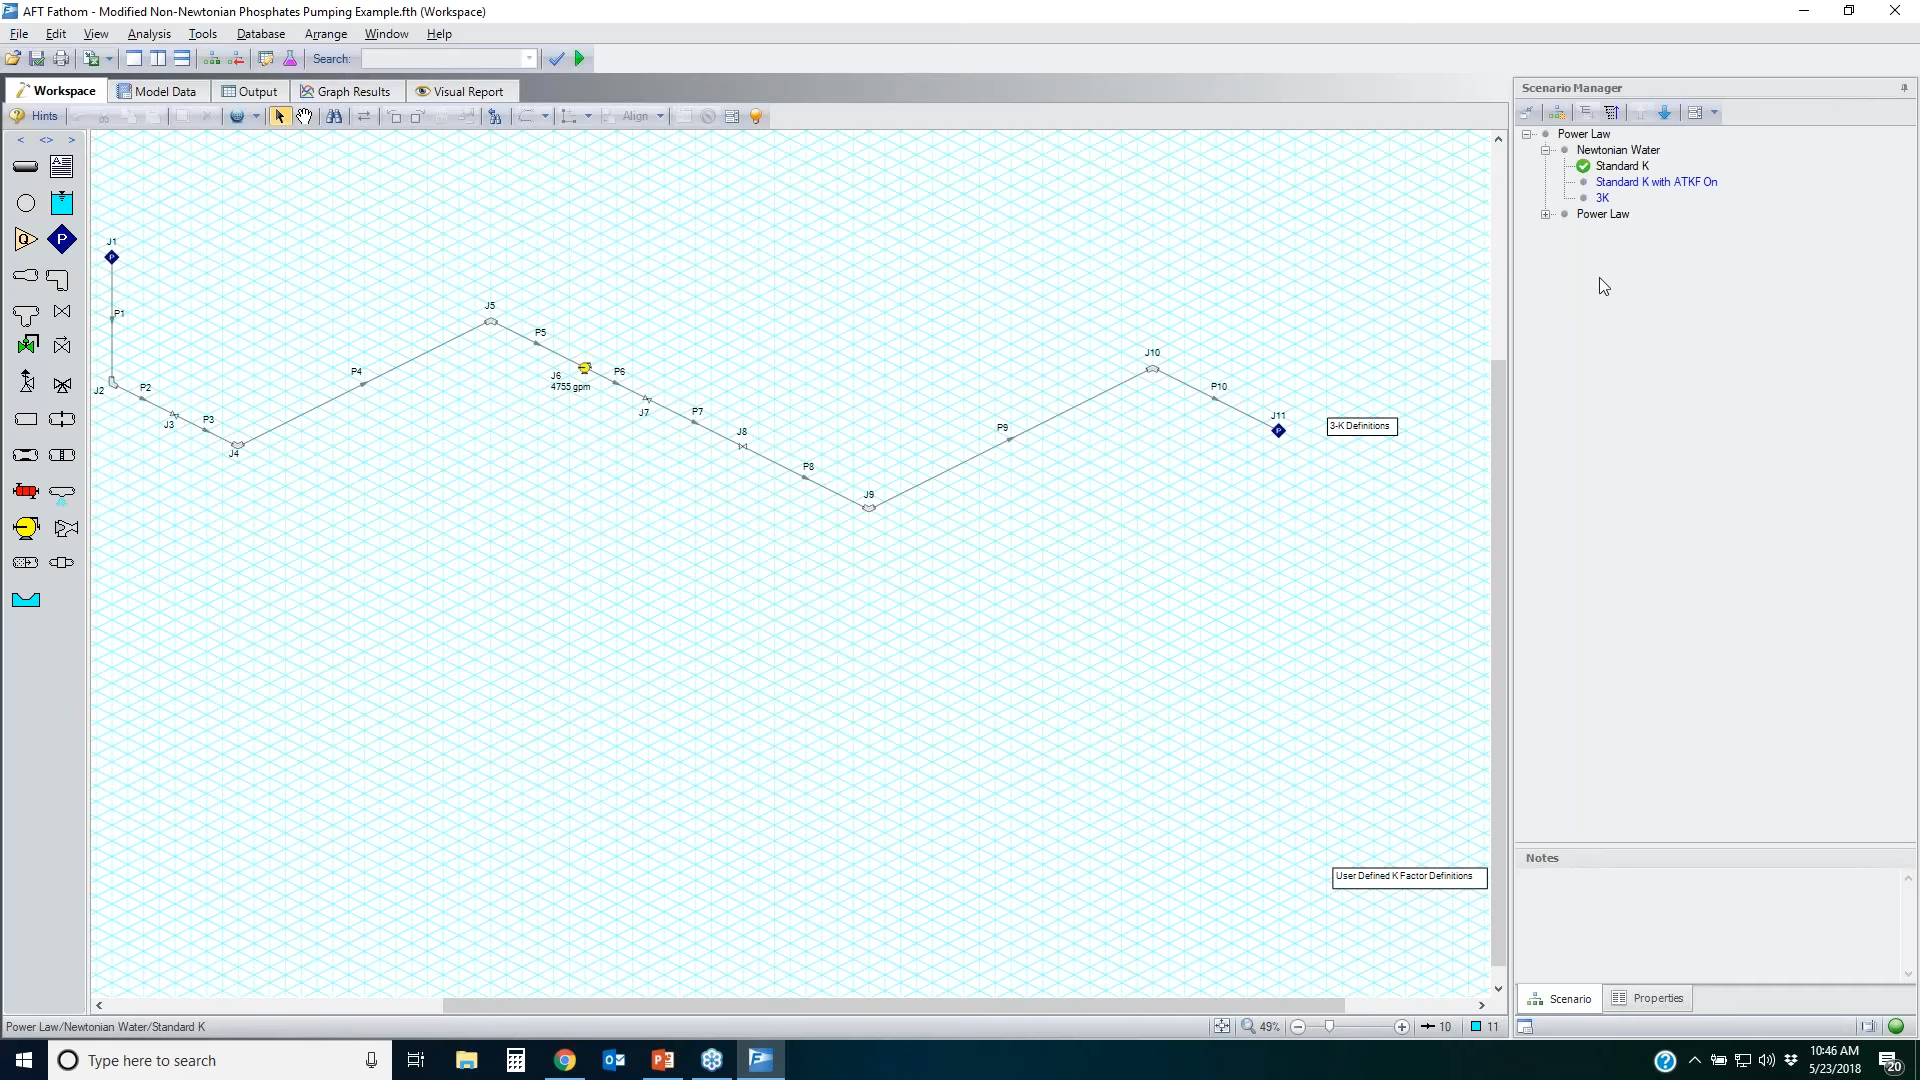 AFT Fathom - Modified Non-Newtonian Phosphates Pumping Example.fth (Workspace)
File Edit View Analysis Tools Database Arrange Window Help
Search:
Workspace Model Data Output Graph Results Visual Report
Scenario Manager
Hints Align
Power Law
Newtonian Water
Standard K
Standard K with ATKF On
3K
Power Law
< <> >
A
Q P
J1
P
P1
J5
P5
J10
P4 J6 P6
4755 gpm
J2 P2
P10
J3 P3
J7 P7
J11
P
3-K Definitions
J4
J8
P9
P8
J9
Notes
User Defined K Factor Definitions
Scenario Properties
Power Law/Newtonian Water/Standard K
49% 10 11
Type here to search
10:46 AM
5/23/2018
20